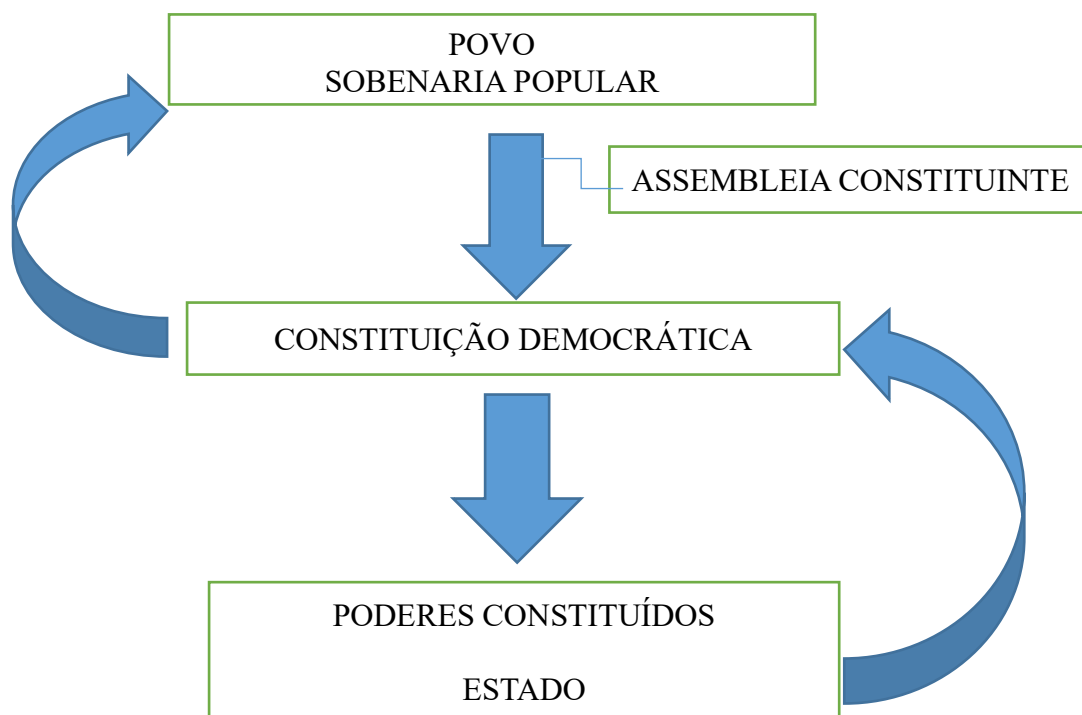 POVO
SOBENARIA POPULAR
ASSEMBLEIA CONSTITUINTE
CONSTITUIÇÃO DEMOCRÁTICA
PODERES CONSTITUÍDOS
ESTADO